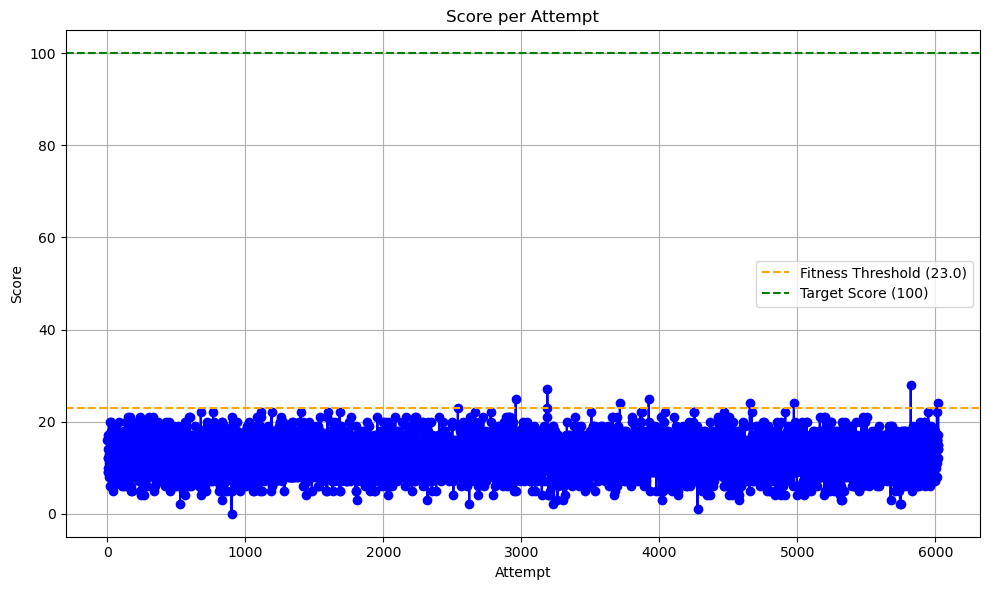 Score per Attempt
100
80
60
40
20
0
Score
Fitness Threshold (23.0)
Target Score (100)
0 1000 2000 3000 4000 5000 6000
Attempt